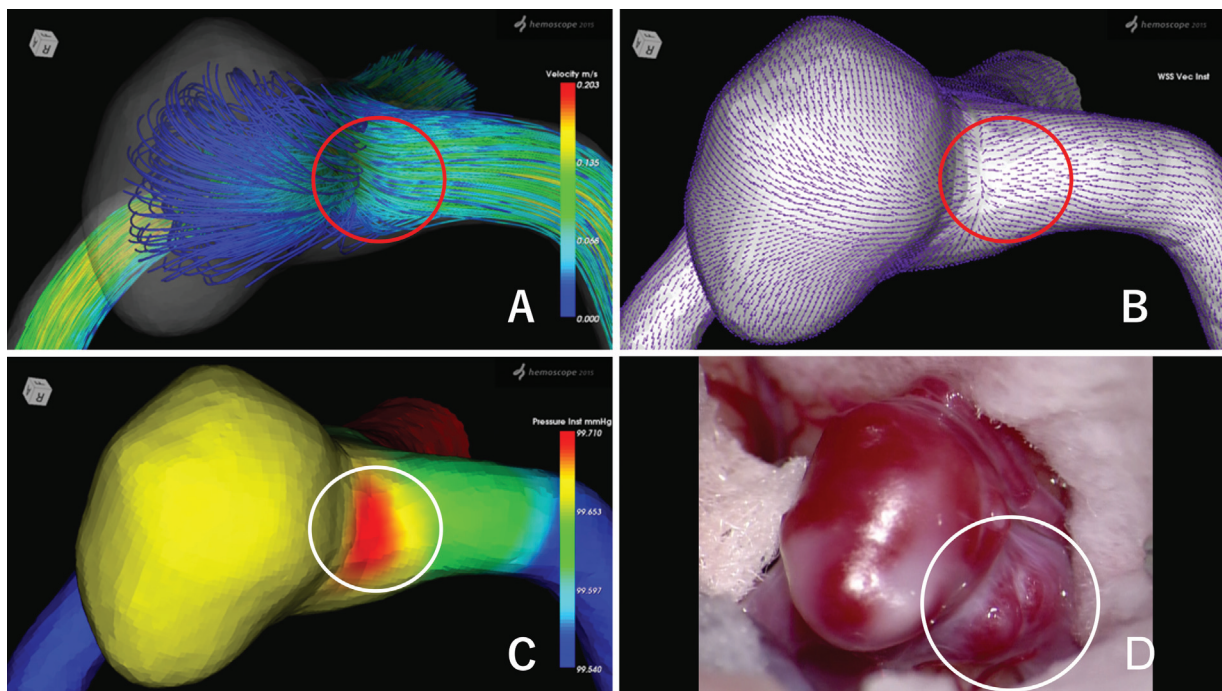 hemoscope 2015
R
Velocity m/s
0.203
0.135
0.068
0.000
A
hemoscope 2015
R
WSS Vec Inst
B
hemoscope 2015
R
Pressure Inst mmHg
99.710
99.653
99.597
99.540
C
D